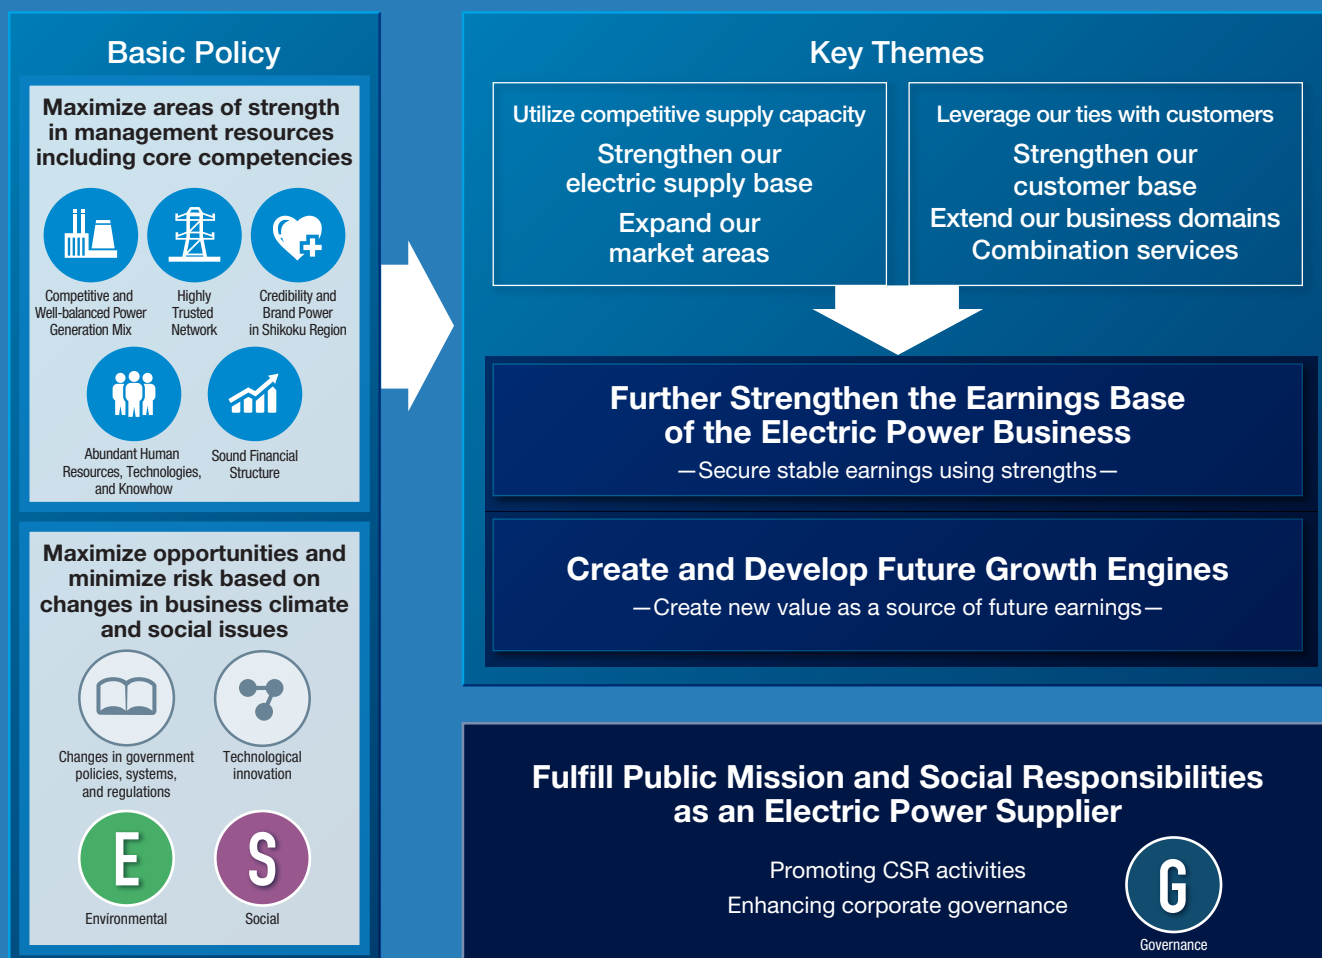 Basic Policy
Maximize areas of strength
in management resources
including core competencies
Competitive and
Well-balanced Power
Generation Mix
Highly
Trusted
Network
Credibility and
Brand Power
in Shikoku Region
Abundant Human
Resources, Technologies,
and Knowhow
Sound Financial
Structure
Maximize opportunities and
minimize risk based on
changes in business climate
and social issues
Changes in government
policies, systems,
and regulations
Technological
innovation
E
Environmental
S
Social
Key Themes
Utilize competitive supply capacity
Strengthen our
electric supply base
Expand our
market areas
Leverage our ties with customers
Strengthen our
customer base
Extend our business domains
Combination services
Further Strengthen the Earnings Base
of the Electric Power Business
—Secure stable earnings using strengths—
Create and Develop Future Growth Engines
—Create new value as a source of future earnings—
Fulfill Public Mission and Social Responsibilities
as an Electric Power Supplier
Promoting CSR activities
Enhancing corporate governance
G
Governance